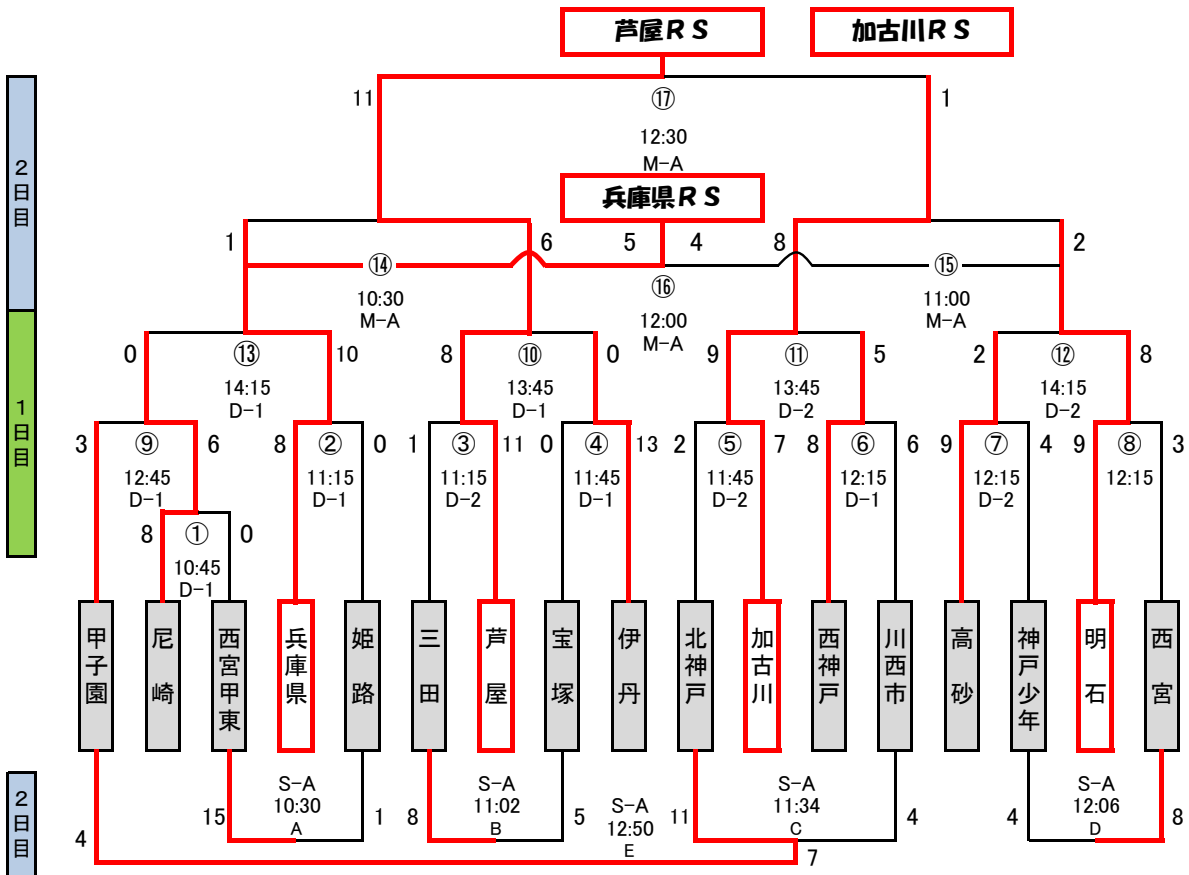 芦屋RS 加古川RS
11 ⑰ 1
12:30
M-A
兵庫県RS
1 6 5 4 8 2
⑭ ⑯ ⑮
10:30 12:00 11:00
M-A M-A M-A
0 ⑬ 10 8 ⑩ 0 9 ⑪ 5 2 ⑫ 8
14:15 13:45 13:45 14:15
D-1 D-1 D-2 D-2
3 ⑨ 6 8 ② 0 1 ③ 11 0 ④ 13 2 ⑤ 7 8 ⑥ 6 9 ⑦ 4 9 ⑧ 3
12:45 11:15 11:15 11:45 11:45 12:15 12:15 12:15
D-1 D-1 D-2 D-1 D-2 D-1 D-2
8 ① 0
10:45
D-1
2日目
1日目
甲子園
尼崎
西宮甲東
兵庫県
姫路
三田
芦屋
宝塚
伊丹
北神戸
加古川
西神戸
川西市
高砂
神戸少年
明石
西宮
2日目
S-A S-A S-A S-A S-A
10:30 11:02 12:50 11:34 12:06
15 A 1 8 B 5 E 11 C 4 4 D 8
4 7